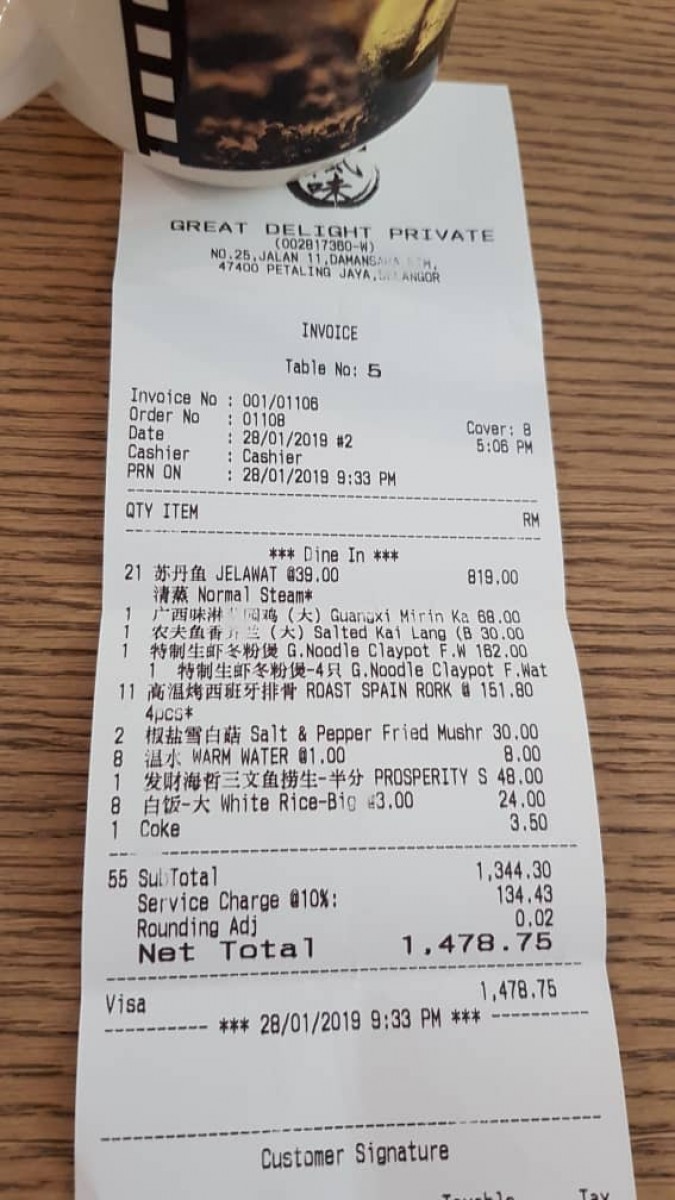 味
GREAT DELIGHT PRIVATE
(002817360-W)
NO.25,JALAN 11,DAMANSARA
47400 PETALING JAYA, ANGOR
INVOICE
Table No: 5
Invoice No : 001/01106
Order No : 01108 Cover: 8
Date : 28/01/2019 #2 5:06 PM
Cashier : Cashier
PRN ON : 28/01/2019 9:33 PM
QTY ITEM RM
*** Dine In ***
21 苏丹鱼 JELAWAT @39.00 819.00
清蒸 Normal Steam*
1 广西味淋 园鸡 (大) Guangxi Mirin Ka 68.00
1 农夫鱼香芥兰 (大) Salted Kai Lang (B 30.00
1 特制生虾冬粉煲 G.Noodle Claypot F.W 162.00
1 特制生虾冬粉煲-4只 G.Noodle Claypot F.Wat
11 高温烤西班牙排骨 ROAST SPAIN RORK @ 151.80
4pcs*
2 椒盐雪白菇 Salt & Pepper Fried Mushr 30.00
8 温水 WARM WATER @1.00 8.00
1 发财海哲三文鱼捞生-半分 PROSPERITY S 48.00
8 白饭-大 White Rice-Big @3.00 24.00
1 Coke 3.50
55 SubTotal 1,344.30
Service Charge @10%: 134.43
Rounding Adj 0.02
Net Total 1,478.75
Visa 1,478.75
*** 28/01/2019 9:33 PM ***
Customer Signature
Tax